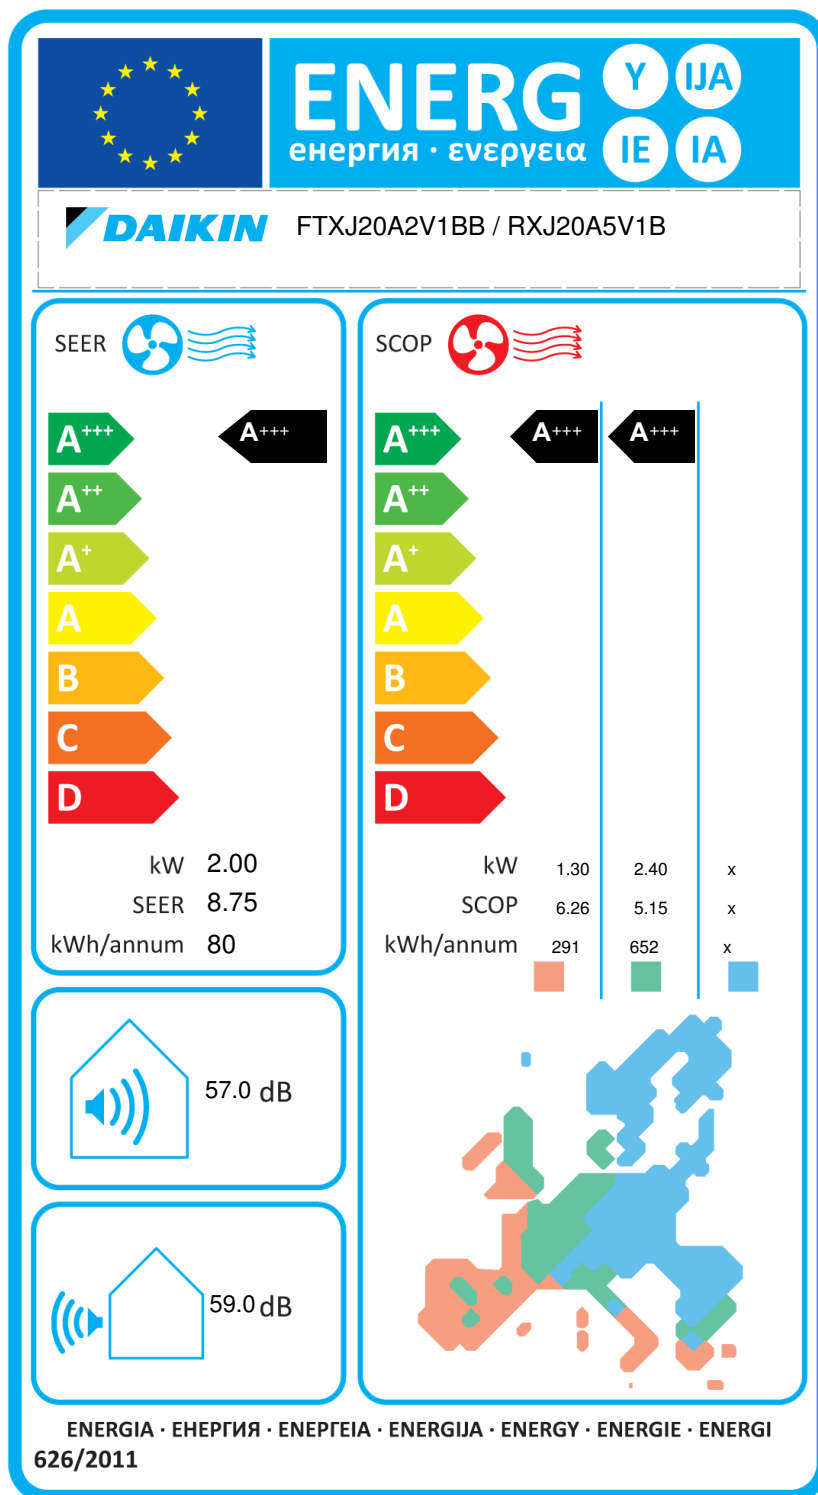 ENERG
енергия · ενεργεια
Y IJA
IE IA
DAIKIN
FTXJ20A2V1BB / RXJ20A5V1B
SEER
A+++ A+++
A++
A+
A
B
C
D
kW 2.00
SEER 8.75
kWh/annum 80
SCOP
A+++ A+++ A+++
A++
A+
A
B
C
D
kW 1.30 2.40 x
SCOP 6.26 5.15 x
kWh/annum 291 652 x
57.0 dB
59.0 dB
ENERGIA · ЕНЕРГИЯ · ΕΝΕΡΓΕΙΑ · ENERGIJA · ENERGY · ENERGIE · ENERGI
626/2011